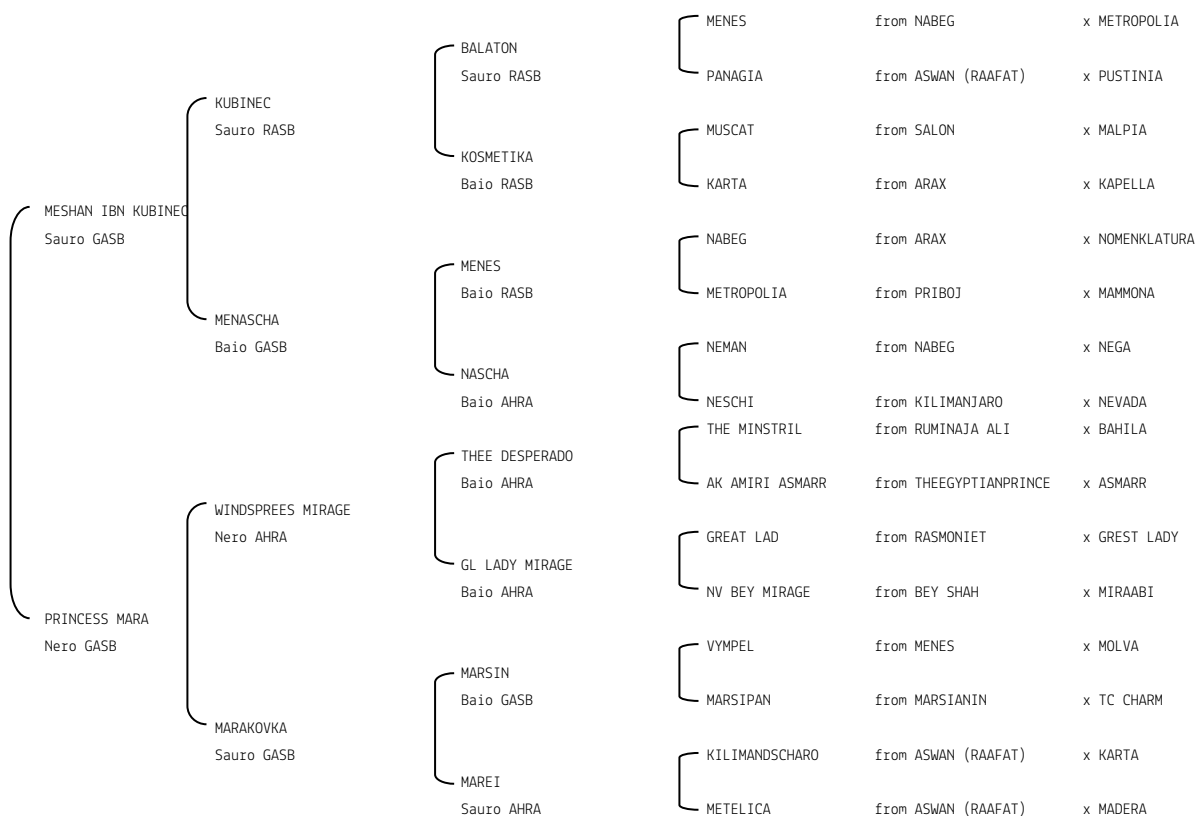 MENES from NABEG x METROPOLIA
BALATON
Sauro RASB PANAGIA from ASWAN (RAAFAT) x PUSTINIA
KUBINEC
Sauro RASB MUSCAT from SALON x MALPIA
KOSMETIKA
Baio RASB KARTA from ARAX x KAPELLA
MESHAN IBN KUBINEC
Sauro GASB NABEG from ARAX x NOMENKLATURA
MENES
Baio RASB METROPOLIA from PRIBOJ x MAMMONA
MENASCHA
Baio GASB NEMAN from NABEG x NEGA
NASCHA
Baio AHRA NESCHI from KILIMANJARO x NEVADA
THE MINSTRIL from RUMINAJA ALI x BAHILA
THEE DESPERADO
Baio AHRA AK AMIRI ASMARR from THEEGYPTIANPRINCE x ASMARR
WINDSPREES MIRAGE
Nero AHRA GREAT LAD from RASMONIET x GREST LADY
GL LADY MIRAGE
Baio AHRA NV BEY MIRAGE from BEY SHAH x MIRAABI
PRINCESS MARA
Nero GASB VYMPEL from MENES x MOLVA
MARSIN
Baio GASB MARSIPAN from MARSIANIN x TC CHARM
MARAKOVKA
Sauro GASB KILIMANDSCHARO from ASWAN (RAAFAT) x KARTA
MAREI
Sauro AHRA METELICA from ASWAN (RAAFAT) x MADERA